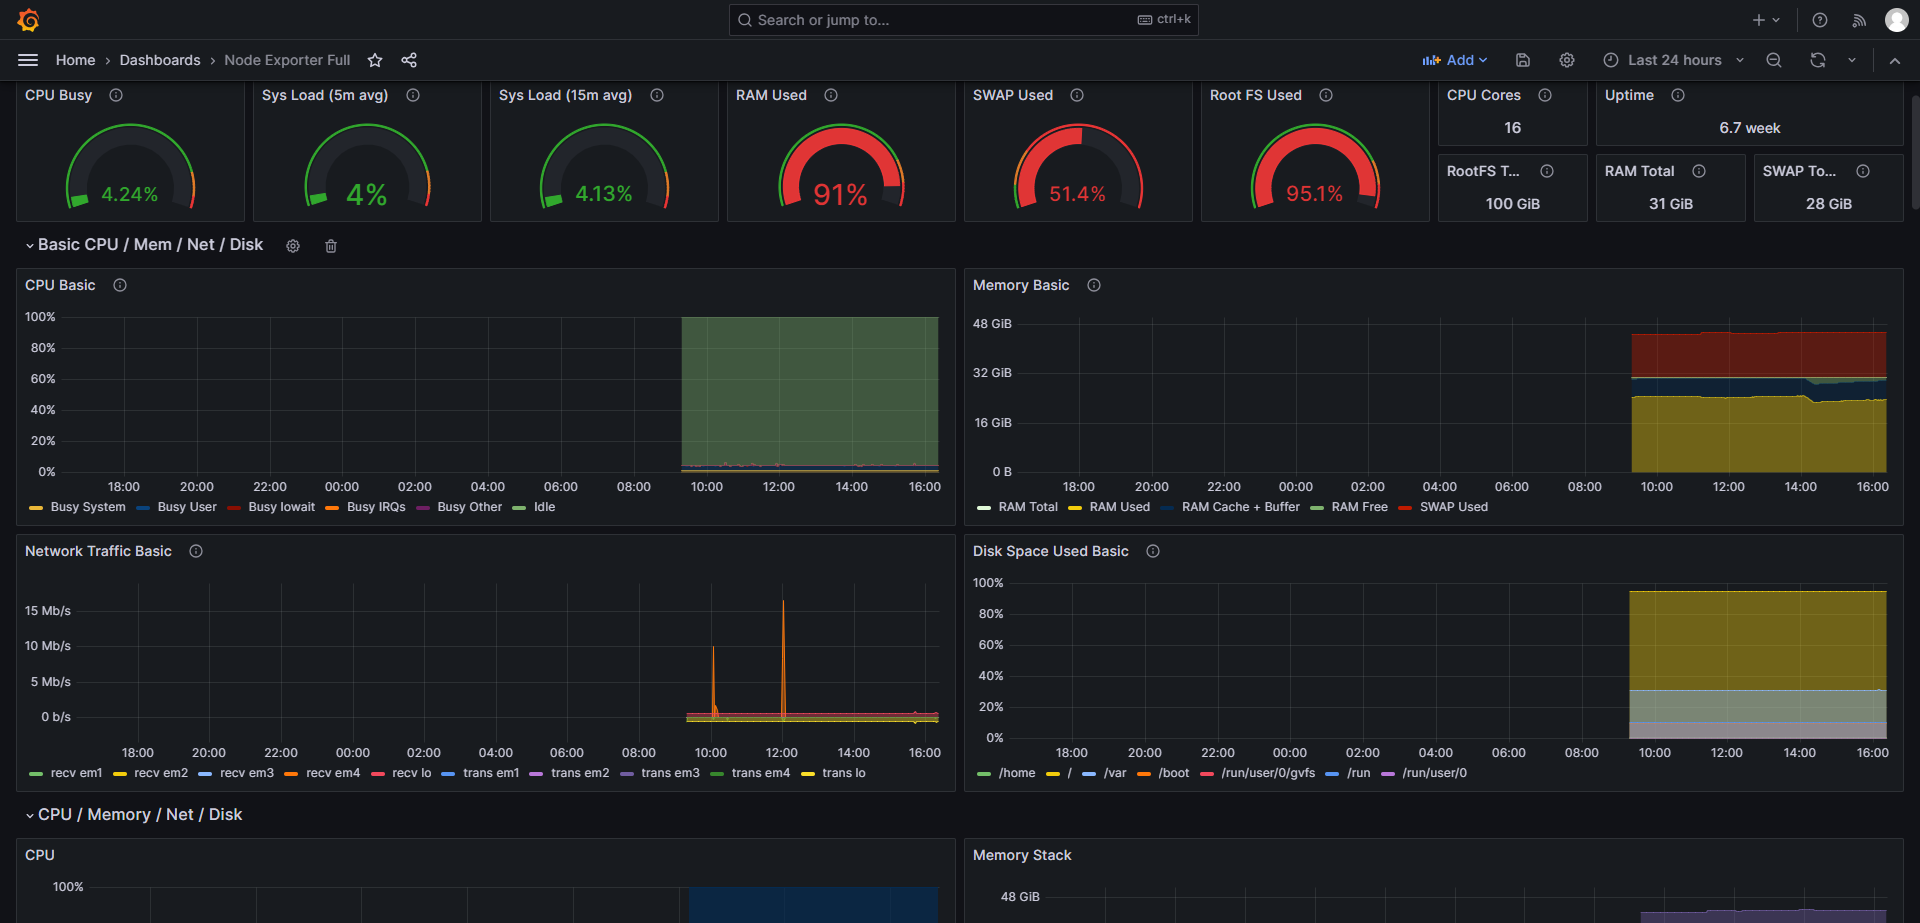 Search or jump to...
ctrl+k
Home › Dashboards › Node Exporter Full
Add
Last 24 hours
CPU Busy
4.24%
Sys Load (5m avg)
4%
Sys Load (15m avg)
4.13%
RAM Used
91%
SWAP Used
51.4%
Root FS Used
95.1%
CPU Cores
16
Uptime
6.7 week
RootFS T...
100 GiB
RAM Total
31 GiB
SWAP To...
28 GiB
Basic CPU / Mem / Net / Disk
CPU Basic
100%
80%
60%
40%
20%
0%
18:00 20:00 22:00 00:00 02:00 04:00 06:00 08:00 10:00 12:00 14:00 16:00
Busy System Busy User Busy Iowait Busy IRQs Busy Other Idle
Memory Basic
48 GiB
32 GiB
16 GiB
0 B
18:00 20:00 22:00 00:00 02:00 04:00 06:00 08:00 10:00 12:00 14:00 16:00
RAM Total RAM Used RAM Cache + Buffer RAM Free SWAP Used
Network Traffic Basic
15 Mb/s
10 Mb/s
5 Mb/s
0 b/s
18:00 20:00 22:00 00:00 02:00 04:00 06:00 08:00 10:00 12:00 14:00 16:00
recv em1 recv em2 recv em3 recv em4 recv lo trans em1 trans em2 trans em3 trans em4 trans lo
Disk Space Used Basic
100%
80%
60%
40%
20%
0%
18:00 20:00 22:00 00:00 02:00 04:00 06:00 08:00 10:00 12:00 14:00 16:00
/home / /var /boot /run/user/0/gvfs /run /run/user/0
CPU / Memory / Net / Disk
CPU
100%
Memory Stack
48 GiB